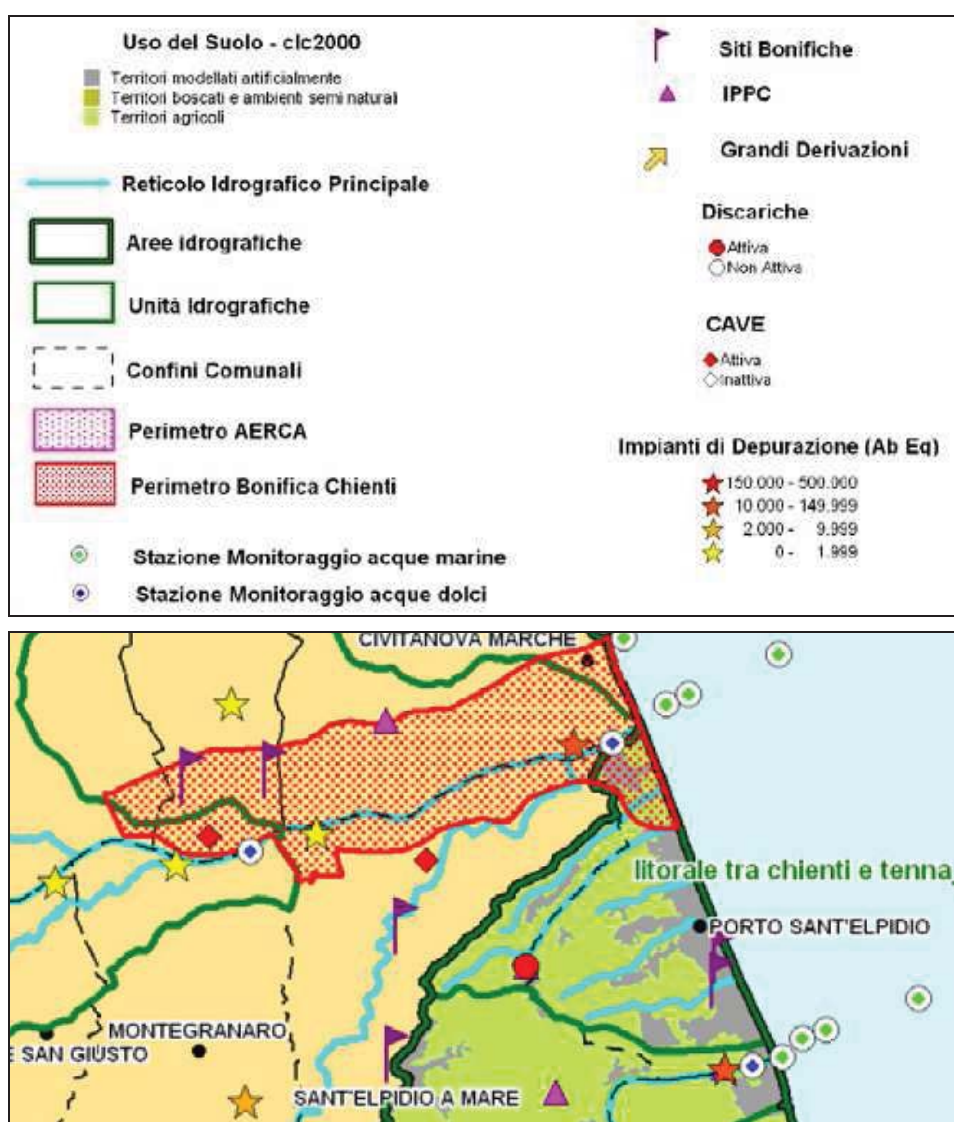 Uso del Suolo - clc2000
Territori modellati artificialmente
Territori boscati e ambienti semi naturali
Territori agricoli
Reticolo Idrografico Principale
Aree idrografiche
Unità Idrografiche
Confini Comunali
Perimetro AERCA
Perimetro Bonifica Chienti
Stazione Monitoraggio acque marine
Stazione Monitoraggio acque dolci
Siti Bonifiche
IPPC
Grandi Derivazioni
Discariche
Attiva
Non Attiva
CAVE
Attiva
Inattiva
Impianti di Depurazione (Ab Eq)
150.000 - 500.000
10.000 - 149.999
2.000 - 9.999
0 - 1.999
CIVITANOVA MARCHE
litorale tra chienti e tenna
PORTO SANT'ELPIDIO
MONTEGRANARO
E SAN GIUSTO
SANT'ELPIDIO A MARE